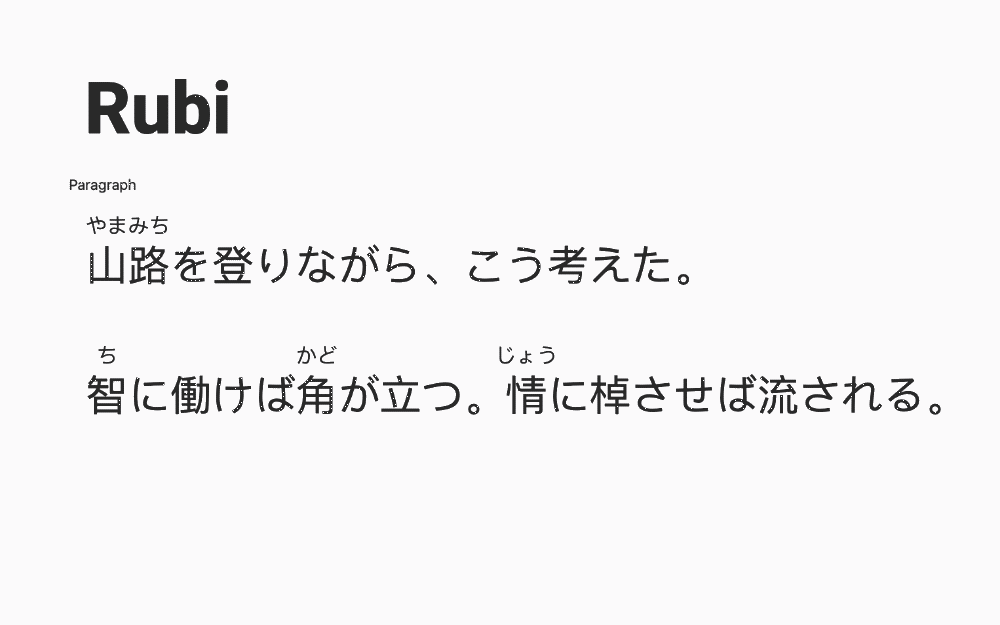 Rubi
Paragraph
やまみち
山路を登りながら、こう考えた。
ち かど じょう
智に働けば角が立つ。情に棹させば流される。